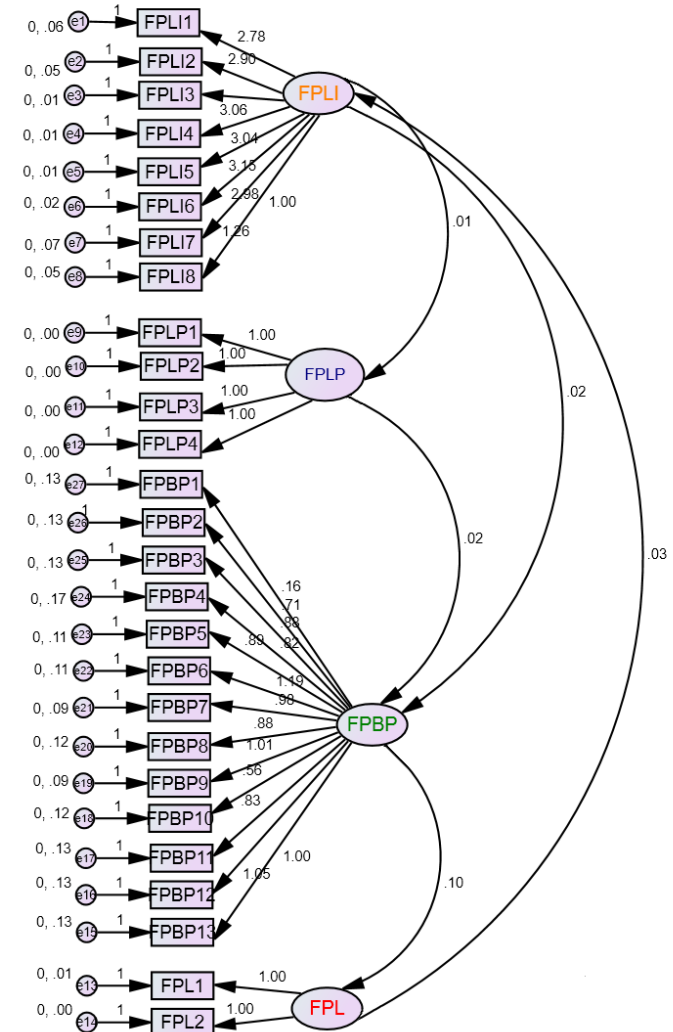 0, .06 e1 1 FPLI1
2.78
0, .05 e2 1 FPLI2
2.90
0, .01 e3 1 FPLI3
FPLI
3.06
0, .01 e4 1 FPLI4
3.04
0, .01 e5 1 FPLI5
3.15
0, .02 e6 1 FPLI6
2.98 1.00
0, .07 e7 1 FPLI7
1.26
.01
0, .05 e8 1 FPLI8
0, .00 e9 1 FPLP1
1.00
0, .00 e10 1 FPLP2
1.00
FPLP
.02
0, .00 e11 1 FPLP3
1.00
1.00
0, .00 e12 1 FPLP4
0, .13 e27 1 FPBP1
0, .13 e26 1 FPBP2
.02
0, .13 e25 1 FPBP3
.03
.16
0, .17 e24 1 FPBP4
.71
.88
0, .11 e23 1 FPBP5
.89 .82
0, .11 e22 1 FPBP6
1.19
0, .09 e21 1 FPBP7
.98
.88
FPBP
0, .12 e20 1 FPBP8
1.01
0, .09 e19 1 FPBP9
.56
.83
0, .12 e18 1 FPBP10
0, .13 e17 1 FPBP11
1.00
1.05
.10
0, .13 e16 1 FPBP12
0, .13 e15 1 FPBP13
0, .01 e13 1 FPL1
1.00
FPL
0, .00 e14 1 FPL2
1.00